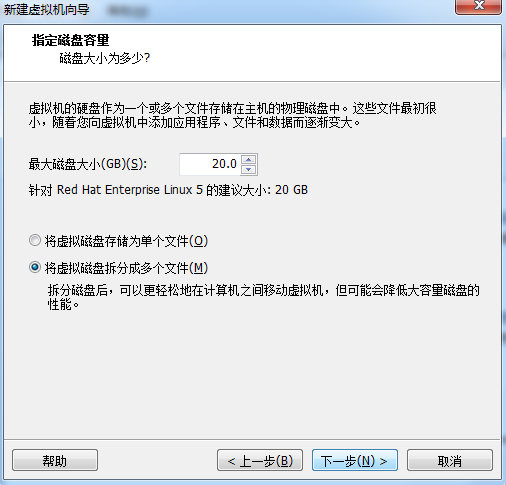 新建虚拟机向导
指定磁盘容量
磁盘大小为多少?
虚拟机的硬盘作为一个或多个文件存储在主机的物理磁盘中。这些文件最初很
小，随着您向虚拟机中添加应用程序、文件和数据而逐渐变大。
最大磁盘大小(GB)(S): 20.0
针对 Red Hat Enterprise Linux 5 的建议大小: 20 GB
将虚拟磁盘存储为单个文件(O)
将虚拟磁盘拆分成多个文件(M)
拆分磁盘后，可以更轻松地在计算机之间移动虚拟机，但可能会降低大容量磁盘的
性能。
帮助 < 上一步(B) 下一步(N) > 取消